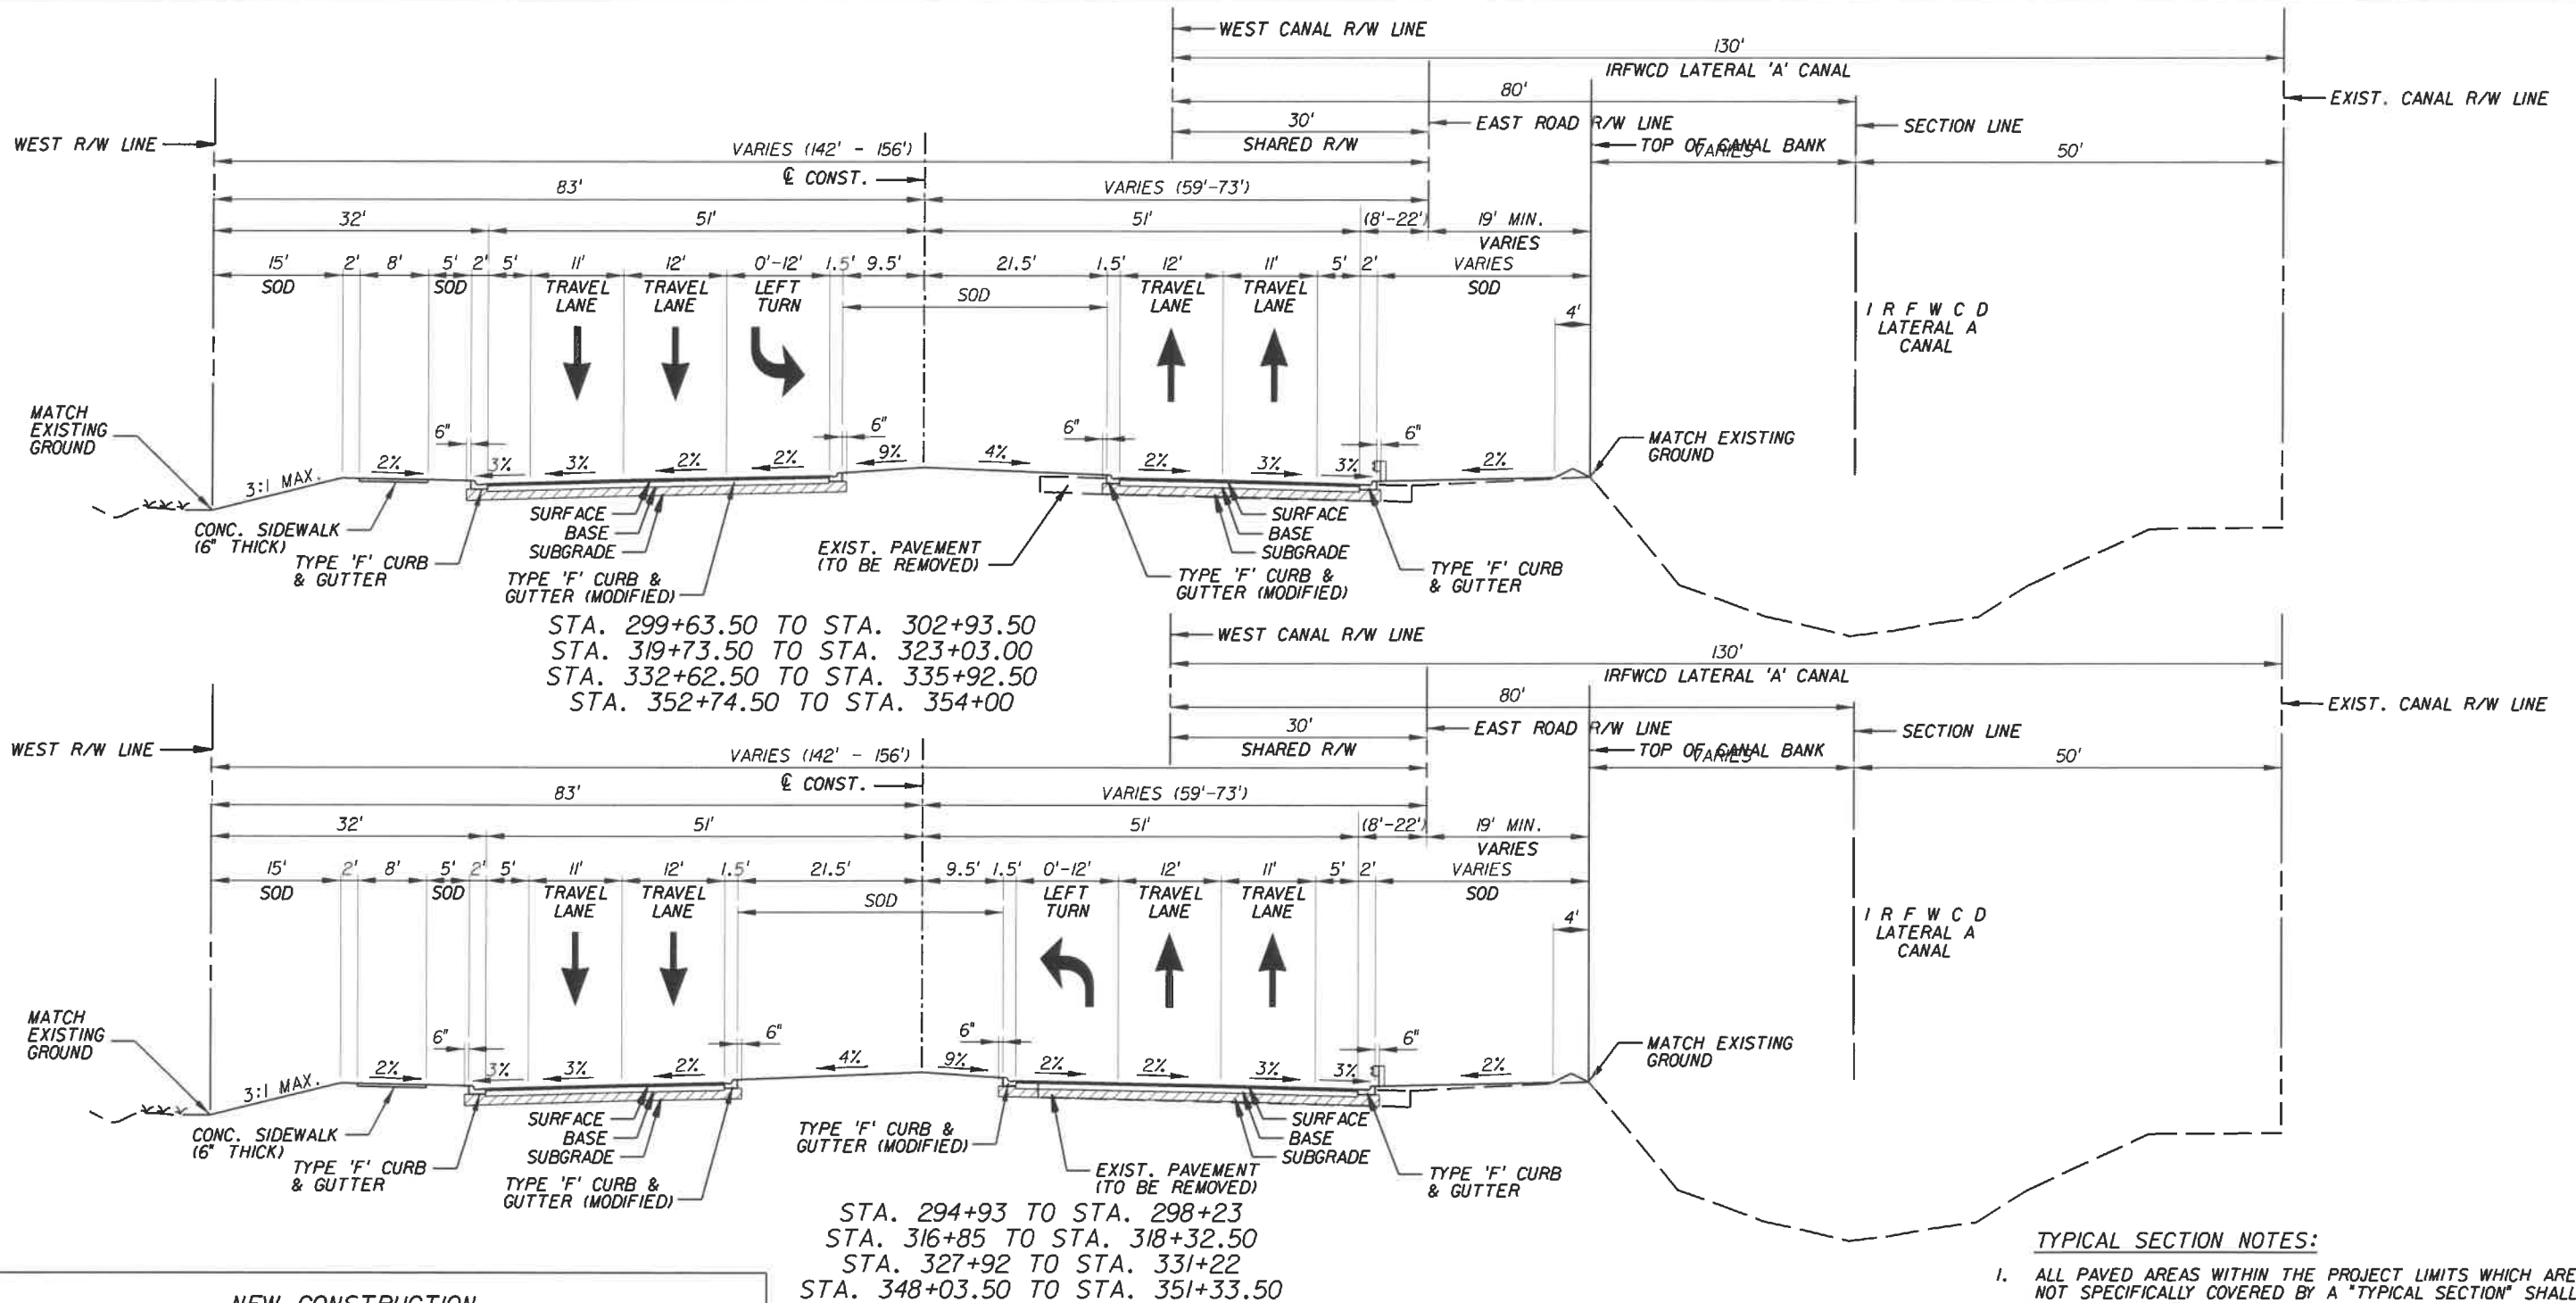 WEST CANAL R/W LINE
130'
IRFWCD LATERAL 'A' CANAL
80'
EXIST. CANAL R/W LINE
30'
EAST ROAD R/W LINE
SECTION LINE
WEST R/W LINE
VARIES (142' - 156')
SHARED R/W
TOP OF CANAL BANK
VARIES
50'
℄ CONST.
83'
VARIES (59'-73')
32'
51'
51'
(8'-22')
19' MIN.
VARIES
15' 2' 8' 5' 2' 5' 11' 12' 0'-12' 1.5' 9.5' 21.5' 1.5' 12' 11' 5' 2' VARIES
SOD SOD TRAVEL LANE TRAVEL LANE LEFT TURN SOD TRAVEL LANE TRAVEL LANE SOD
4'
I R F W C D
LATERAL A
CANAL
MATCH
EXISTING
GROUND
6" 6" 6" 6"
MATCH EXISTING
GROUND
3:1 MAX. 2% 3% 3% 2% 2% 9% 4% 2% 3% 3% 2%
CONC. SIDEWALK
(6" THICK)
TYPE 'F' CURB
& GUTTER
SURFACE
BASE
SUBGRADE
TYPE 'F' CURB &
GUTTER (MODIFIED)
EXIST. PAVEMENT
(TO BE REMOVED)
SURFACE
BASE
SUBGRADE
TYPE 'F' CURB &
GUTTER (MODIFIED)
TYPE 'F' CURB
& GUTTER
STA. 299+63.50 TO STA. 302+93.50
STA. 319+73.50 TO STA. 323+03.00
STA. 332+62.50 TO STA. 335+92.50
STA. 352+74.50 TO STA. 354+00
WEST CANAL R/W LINE
130'
IRFWCD LATERAL 'A' CANAL
80'
EXIST. CANAL R/W LINE
30'
EAST ROAD R/W LINE
SECTION LINE
WEST R/W LINE
VARIES (142' - 156')
SHARED R/W
TOP OF CANAL BANK
VARIES
50'
℄ CONST.
83'
VARIES (59'-73')
32'
51'
51'
(8'-22')
19' MIN.
VARIES
15' 2' 8' 5' 2' 5' 11' 12' 1.5' 21.5' 9.5' 1.5' 0'-12' 12' 11' 5' 2' VARIES
SOD SOD TRAVEL LANE TRAVEL LANE SOD LEFT TURN TRAVEL LANE TRAVEL LANE SOD
4'
I R F W C D
LATERAL A
CANAL
MATCH
EXISTING
GROUND
6" 6" 6" 6"
MATCH EXISTING
GROUND
3:1 MAX. 2% 3% 3% 2% 4% 9% 2% 2% 3% 3% 2%
CONC. SIDEWALK
(6" THICK)
TYPE 'F' CURB
& GUTTER
SURFACE
BASE
SUBGRADE
TYPE 'F' CURB &
GUTTER (MODIFIED)
TYPE 'F' CURB &
GUTTER (MODIFIED)
EXIST. PAVEMENT
(TO BE REMOVED)
SURFACE
BASE
SUBGRADE
TYPE 'F' CURB
& GUTTER
STA. 294+93 TO STA. 298+23
STA. 316+85 TO STA. 318+32.50
STA. 327+92 TO STA. 331+22
STA. 348+03.50 TO STA. 351+33.50
NEW CONSTRUCTION
TYPICAL SECTION NOTES:
1. ALL PAVED AREAS WITHIN THE PROJECT LIMITS WHICH ARE
NOT SPECIFICALLY COVERED BY A "TYPICAL SECTION" SHALL